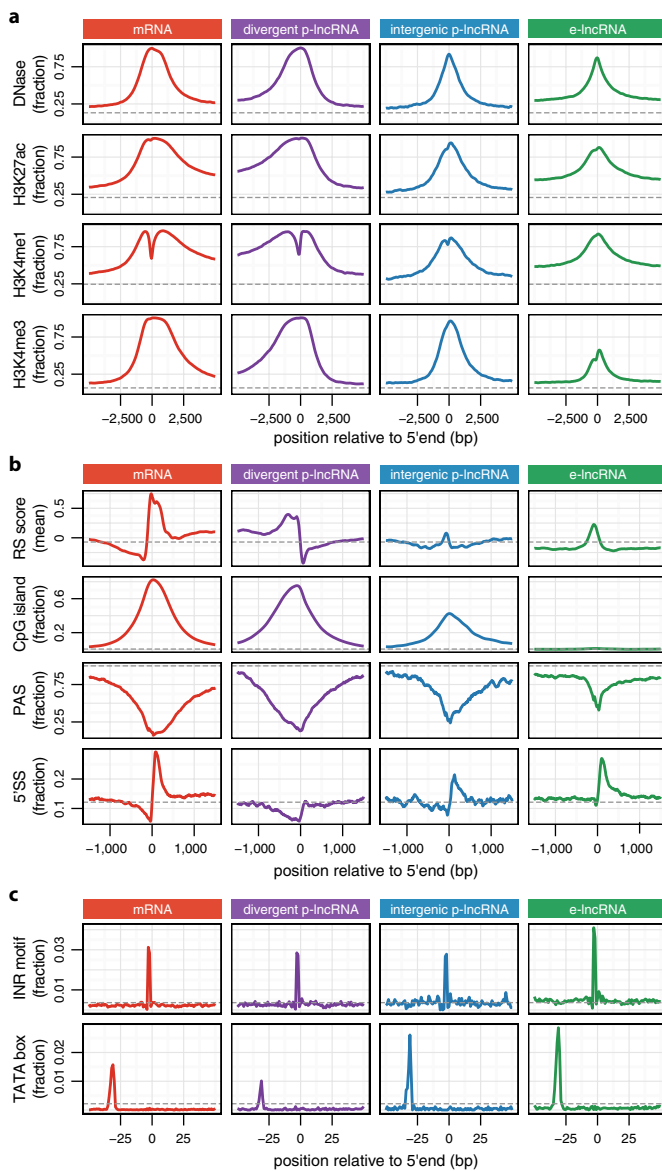 a
mRNA
divergent p-lncRNA
intergenic p-lncRNA
e-lncRNA
DNase
(fraction)
0.75
0.25
H3K27ac
(fraction)
0.75
0.25
H3K4me1
(fraction)
0.75
0.00
H3K4me3
(fraction)
0.75
0.25
−2,500 0 2,500 −2,500 0 2,500 −2,500 0 2,500 −2,500 0 2,500
position relative to 5'end (bp)
b
mRNA
divergent p-lncRNA
intergenic p-lncRNA
e-lncRNA
RS score
(mean)
0.5
0
CpG island
(fraction)
0.6
0.2
PAS
(fraction)
0.75
0.25
5'SS
(fraction)
0.2
0.1
−1,000 0 1,000 −1,000 0 1,000 −1,000 0 1,000 −1,000 0 1,000
position relative to 5'end (bp)
c
mRNA
divergent p-lncRNA
intergenic p-lncRNA
e-lncRNA
INR motif
(fraction)
0.03
0.01
TATA box
(fraction)
0.02
0.01
−25 0 25 −25 0 25 −25 0 25 −25 0 25
position relative to 5'end (bp)